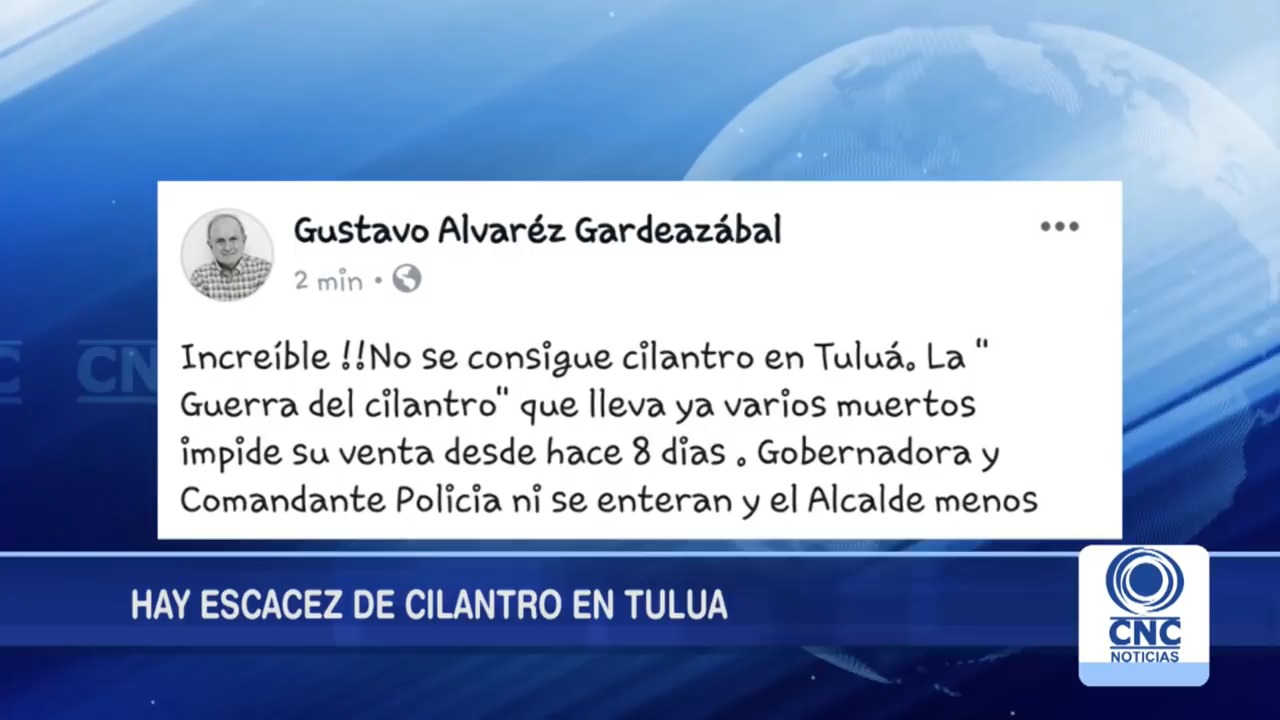 Gustavo Alvaréz Gardeazábal
2 min
Increíble !!No se consigue cilantro en Tuluá. La "
Guerra del cilantro" que lleva ya varios muertos
impide su venta desde hace 8 dias . Gobernadora y
Comandante Policia ni se enteran y el Alcalde menos
C CN
HAY ESCACEZ DE CILANTRO EN TULUA
CNC
NOTICIAS